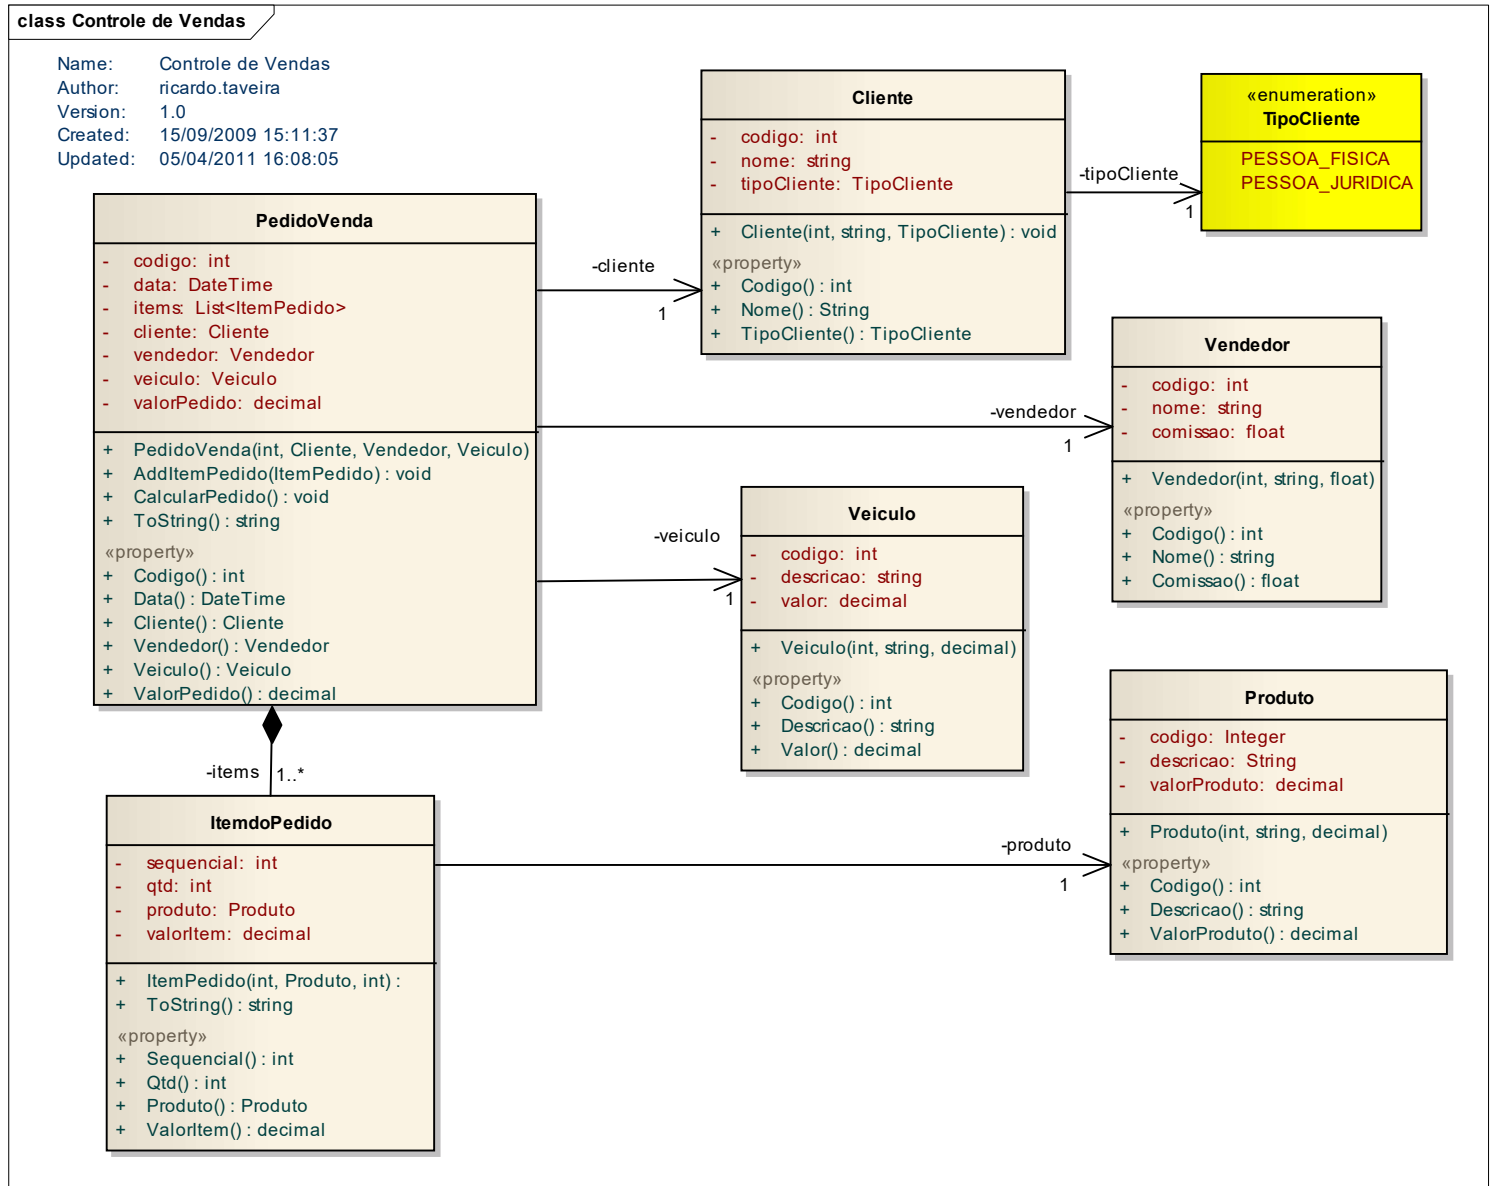 class Controle de Vendas
Name: Controle de Vendas
Author: ricardo.taveira
Version: 1.0
Created: 15/09/2009 15:11:37
Updated: 05/04/2011 16:08:05
PedidoVenda
- codigo: int
- data: DateTime
- items: List<ItemPedido>
- cliente: Cliente
- vendedor: Vendedor
- veiculo: Veiculo
- valorPedido: decimal
+ PedidoVenda(int, Cliente, Vendedor, Veiculo)
+ AddItemPedido(ItemPedido) : void
+ CalcularPedido() : void
+ ToString() : string
«property»
+ Codigo() : int
+ Data() : DateTime
+ Cliente() : Cliente
+ Vendedor() : Vendedor
+ Veiculo() : Veiculo
+ ValorPedido() : decimal
-cliente
1
Cliente
- codigo: int
- nome: string
- tipoCliente: TipoCliente
+ Cliente(int, string, TipoCliente) : void
«property»
+ Codigo() : int
+ Nome() : String
+ TipoCliente() : TipoCliente
-tipoCliente
1
«enumeration»
TipoCliente
PESSOA_FISICA
PESSOA_JURIDICA
-vendedor
1
Vendedor
- codigo: int
- nome: string
- comissao: float
+ Vendedor(int, string, float)
«property»
+ Codigo() : int
+ Nome() : string
+ Comissao() : float
-veiculo
1
Veiculo
- codigo: int
- descricao: string
- valor: decimal
+ Veiculo(int, string, decimal)
«property»
+ Codigo() : int
+ Descricao() : string
+ Valor() : decimal
-items 1..*
ItemdoPedido
- sequencial: int
- qtd: int
- produto: Produto
- valorItem: decimal
+ ItemPedido(int, Produto, int) :
+ ToString() : string
«property»
+ Sequencial() : int
+ Qtd() : int
+ Produto() : Produto
+ ValorItem() : decimal
-produto
1
Produto
- codigo: Integer
- descricao: String
- valorProduto: decimal
+ Produto(int, string, decimal)
«property»
+ Codigo() : int
+ Descricao() : string
+ ValorProduto() : decimal